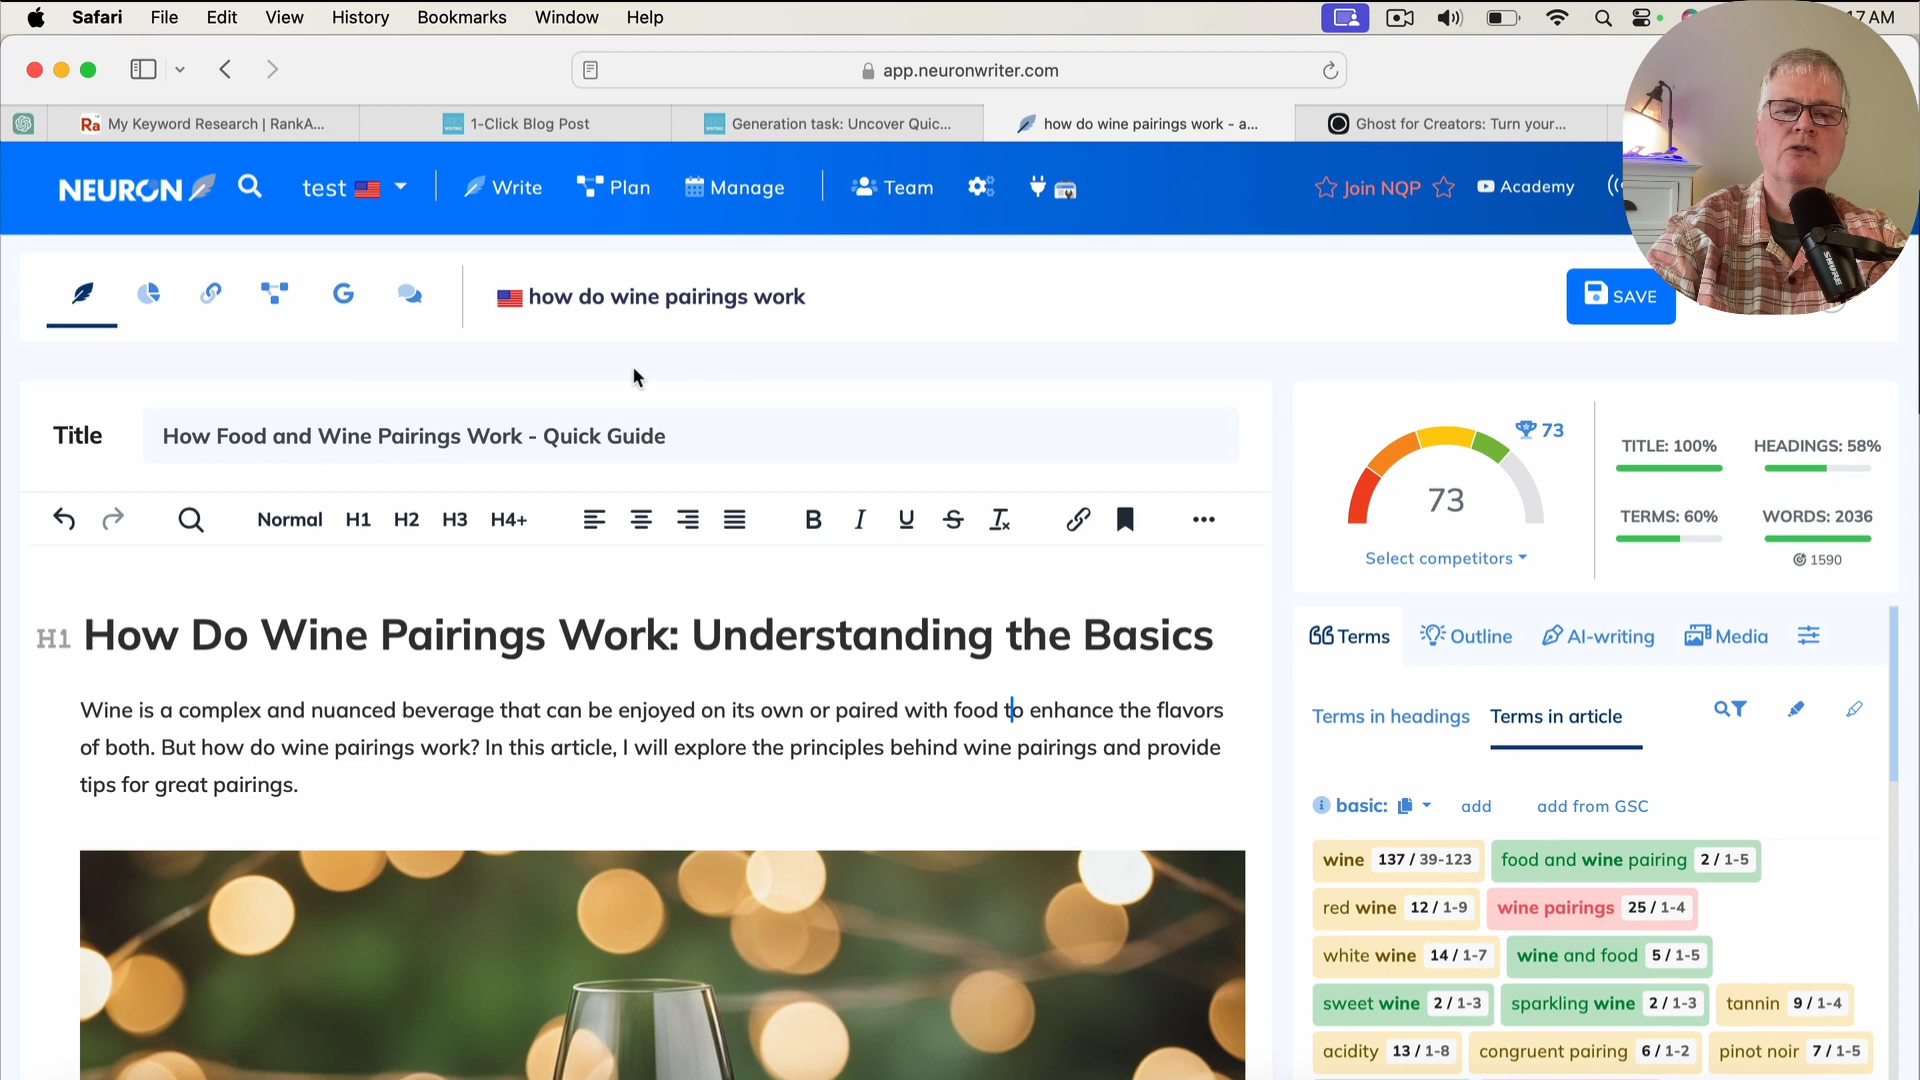 Safari File Edit View History Bookmarks Window Help 17 AM
app.neuronwriter.com
Ra My Keyword Research | RankA...
1-Click Blog Post
Generation task: Uncover Quic...
how do wine pairings work - a...
Ghost for Creators: Turn your...
NEURON test Write Plan Manage Team Join NQP Academy
how do wine pairings work
SAVE
Title How Food and Wine Pairings Work - Quick Guide
Normal H1 H2 H3 H4+ B I U S
H1 How Do Wine Pairings Work: Understanding the Basics
Wine is a complex and nuanced beverage that can be enjoyed on its own or paired with food to enhance the flavors
of both. But how do wine pairings work? In this article, I will explore the principles behind wine pairings and provide
tips for great pairings.
73
73
Select competitors
TITLE: 100% HEADINGS: 58%
TERMS: 60% WORDS: 2036
1590
Terms Outline AI-writing Media
Terms in headings Terms in article
basic: add add from GSC
wine 137 / 39-123 food and wine pairing 2 / 1-5
red wine 12 / 1-9 wine pairings 25 / 1-4
white wine 14 / 1-7 wine and food 5 / 1-5
sweet wine 2 / 1-3 sparkling wine 2 / 1-3 tannin 9 / 1-4
acidity 13 / 1-8 congruent pairing 6 / 1-2 pinot noir 7 / 1-5
SHURE